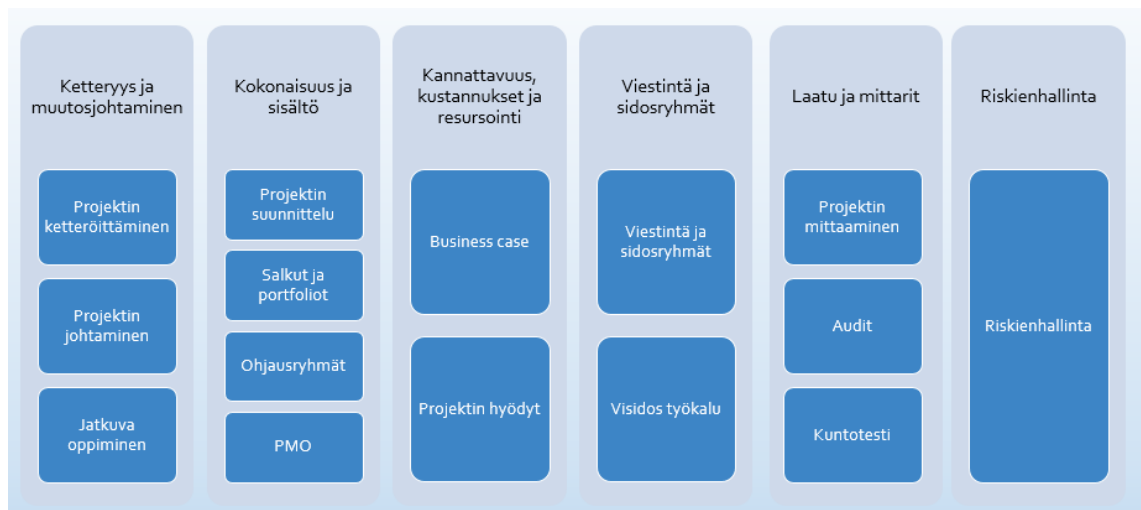 Ketteryys ja
muutosjohtaminen
Projektin
ketteröittäminen
Projektin
johtaminen
Jatkuva
oppiminen
Kokonaisuus ja
sisältö
Projektin
suunnittelu
Salkut ja
portfoliot
Ohjausryhmät
PMO
Kannattavuus,
kustannukset ja
resursointi
Business case
Projektin hyödyt
Viestintä ja
sidosryhmät
Viestintä ja
sidosryhmät
Visidos työkalu
Laatu ja mittarit
Projektin
mittaaminen
Audit
Kuntotesti
Riskienhallinta
Riskienhallinta